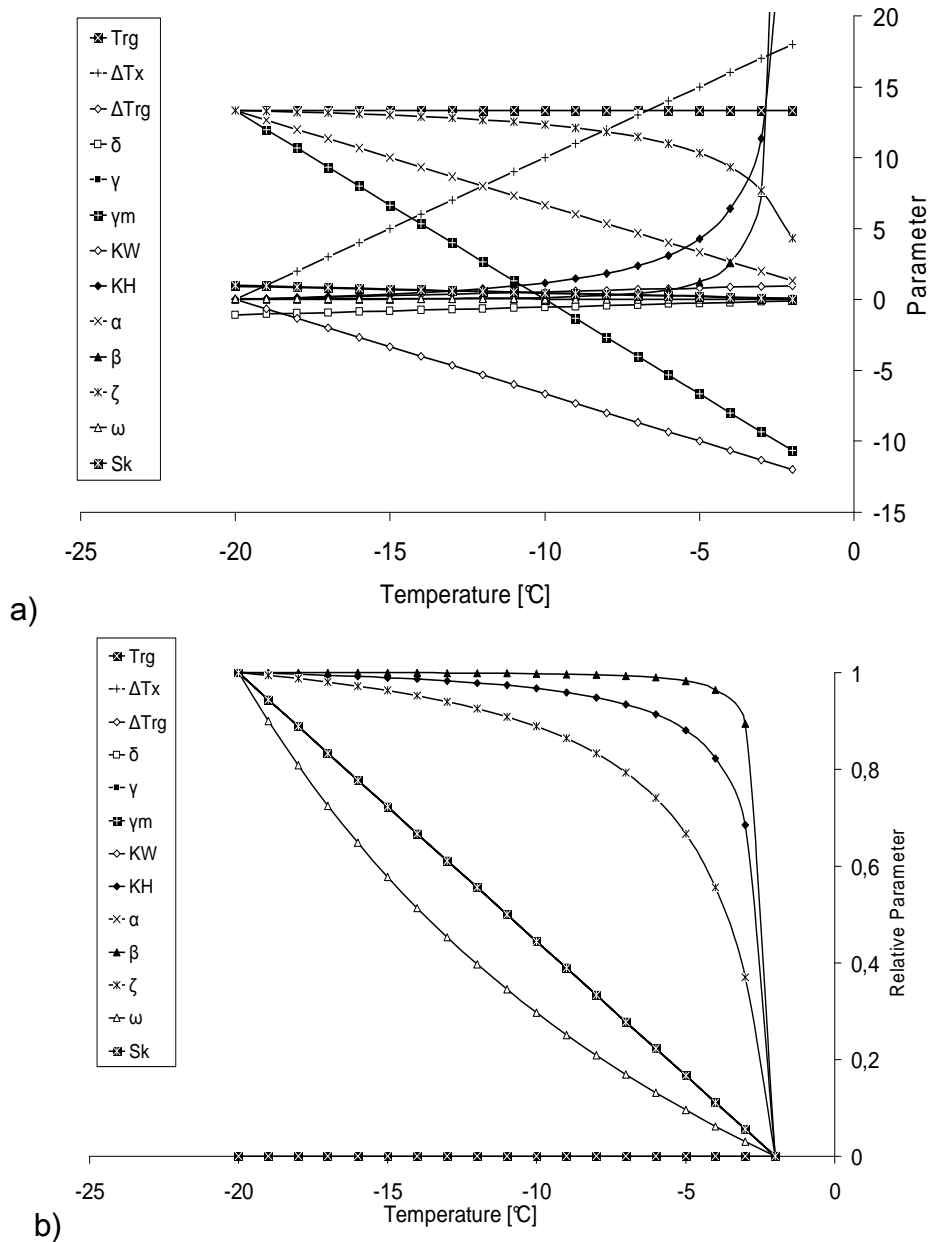 Trg
ΔTx
ΔTrg
δ
γ
γm
KW
KH
α
β
ζ
ω
Sk
20
15
10
5
0
-5
-10
-15
Parameter
-25 -20 -15 -10 -5 0
Temperature [°C]
a)
Trg
ΔTx
ΔTrg
δ
γ
γm
KW
KH
α
β
ζ
ω
Sk
1
0,8
0,6
0,4
0,2
0
Relative Parameter
-25 -20 -15 -10 -5 0
Temperature [°C]
b)